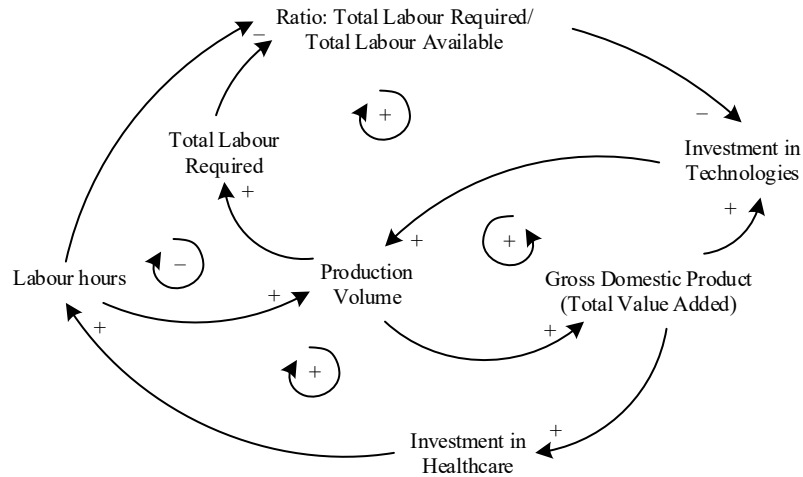 Ratio: Total Labour Required/
Total Labour Available
−
+
−
Total Labour
Required
Investment in
Technologies
+
+
+
+
−
+
Labour hours
Production
Volume
Gross Domestic Product
(Total Value Added)
+
+
+
+
+
Investment in
Healthcare